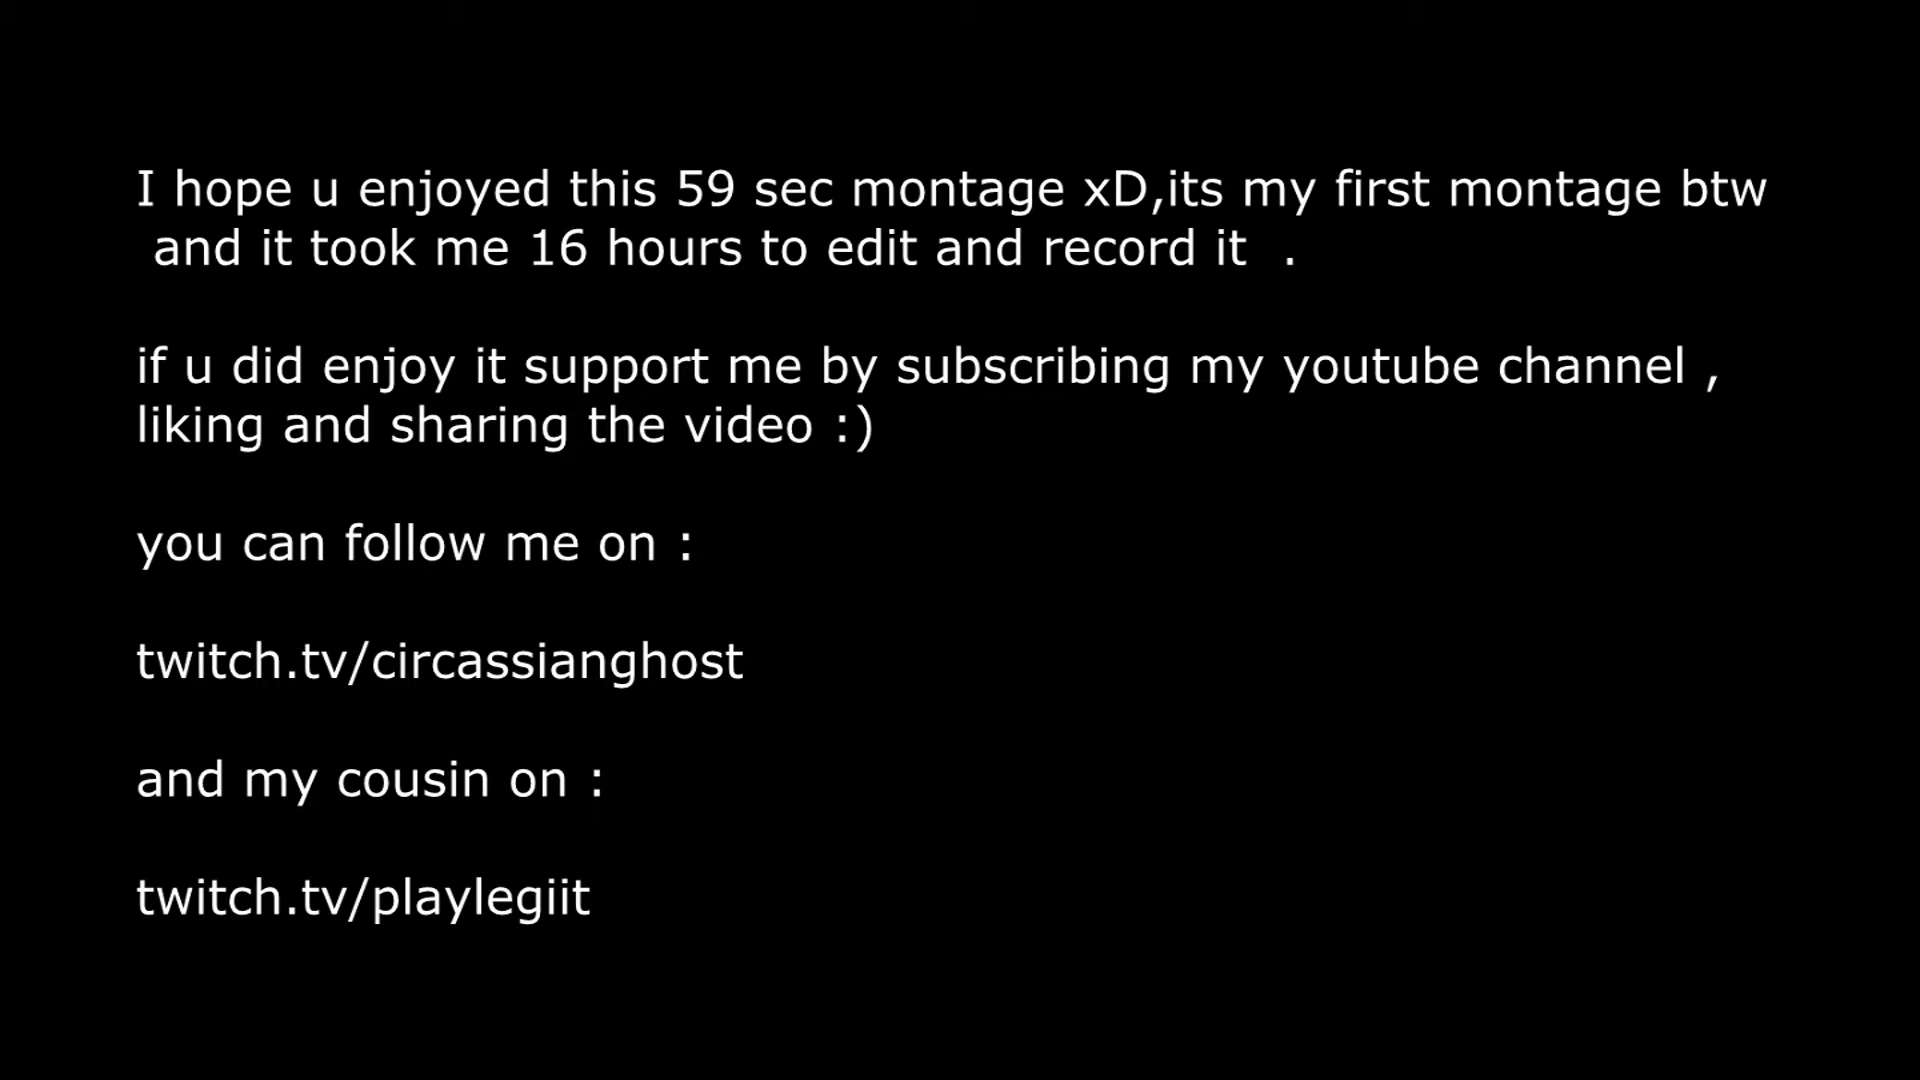 I hope u enjoyed this 59 sec montage xD,its my first montage btw
and it took me 16 hours to edit and record it  .
if u did enjoy it support me by subscribing my youtube channel ,
liking and sharing the video :)
you can follow me on :
twitch.tv/circassianghost
and my cousin on :
twitch.tv/playlegiit